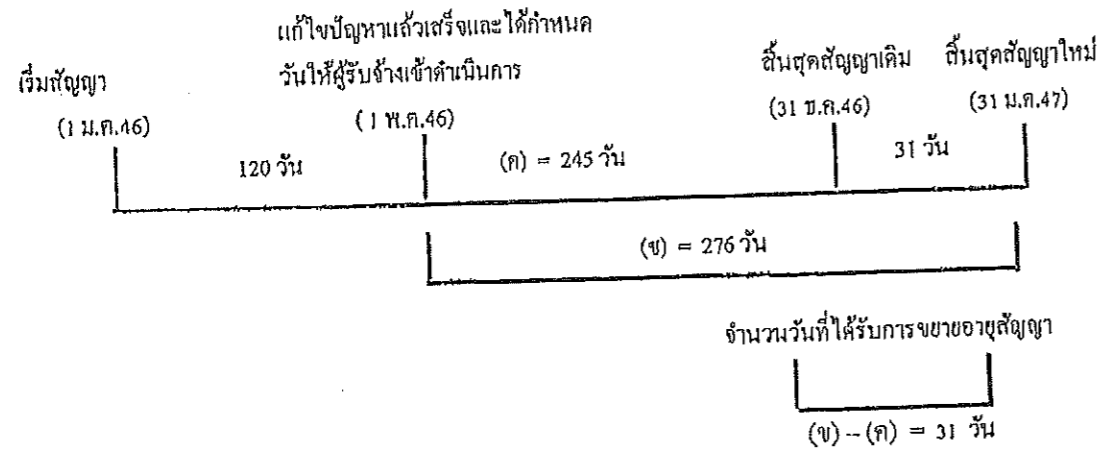 แก้ไขปัญหาแล้วเสร็จและได้กำหนด
วันให้ผู้รับจ้างเข้าดำเนินการ
เริ่มสัญญา
สิ้นสุดสัญญาเดิม
สิ้นสุดสัญญาใหม่
(1 ม.ค.46)
(1 พ.ค.46)
(31 ธ.ค.46)
(31 ม.ค.47)
120 วัน
(ค) = 245 วัน
31 วัน
(ข) = 276 วัน
จำนวนวันที่ได้รับการขยายอายุสัญญา
(ข) – (ค) = 31 วัน